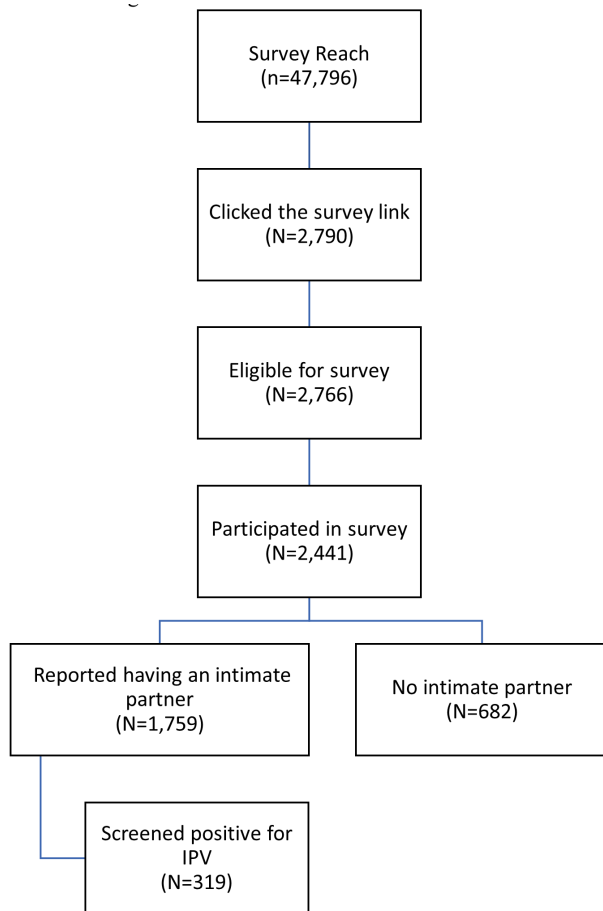 Survey Reach
(n=47,796)
Clicked the survey link
(N=2,790)
Eligible for survey
(N=2,766)
Participated in survey
(N=2,441)
Reported having an intimate
partner
(N=1,759)
No intimate partner
(N=682)
Screened positive for
IPV
(N=319)